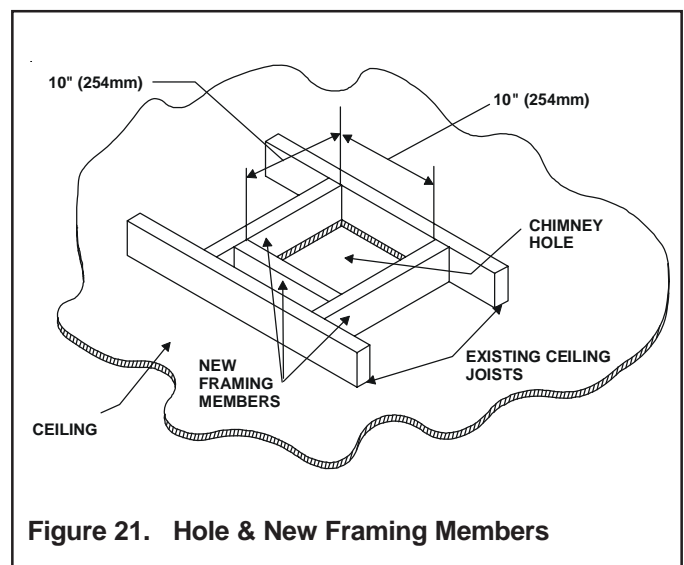 10" (254mm)
10" (254mm)
CHIMNEY
HOLE
EXISTING CEILING
JOISTS
NEW
FRAMING
MEMBERS
CEILING
Figure 21. Hole & New Framing Members